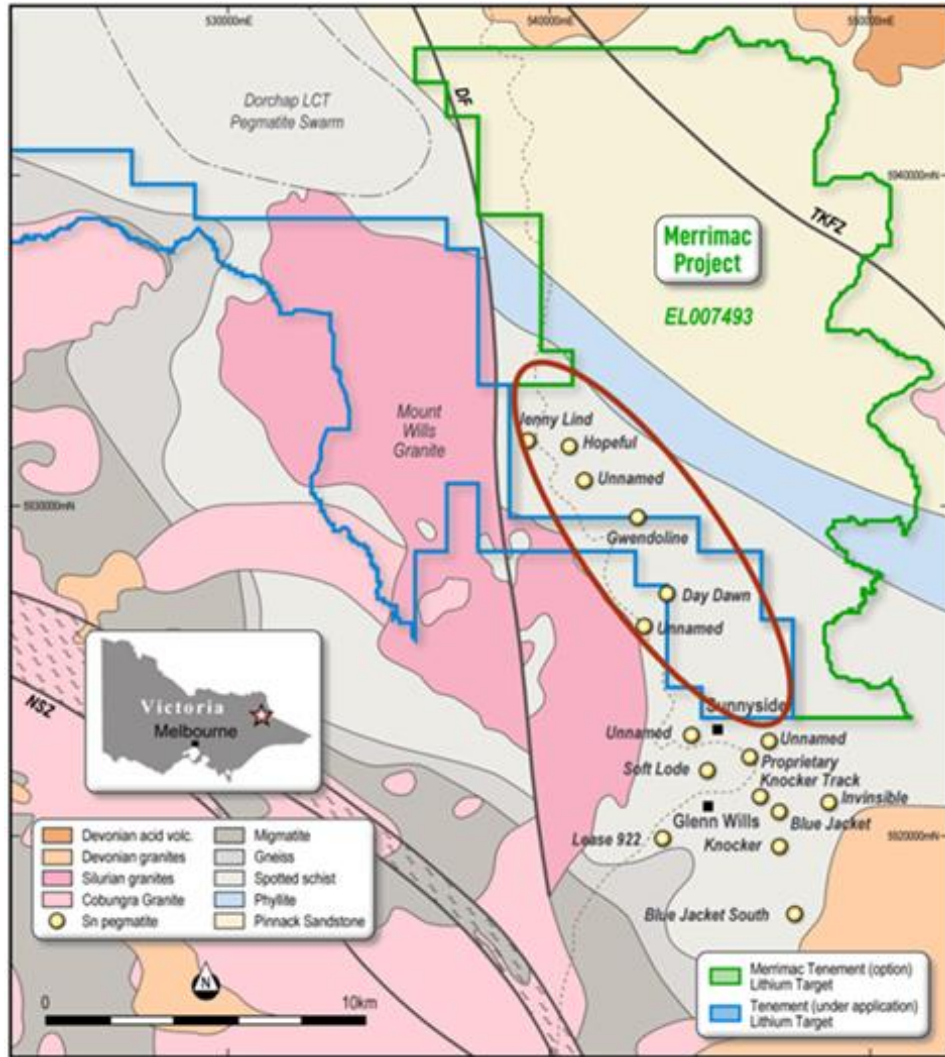 530000mE
540000mE
550000mE
Dorchap LCT
Pegmatite Swarm
DF
5940000mN
TKFZ
Merrimac
Project
EL007493
Mount
Wills
Granite
Jenny Lind
Hopeful
Unnamed
5930000mN
Gwendoline
Day Dawn
Unnamed
NSZ
Victoria
Melbourne
Sunnyside
Unnamed
Unnamed
Proprietary
Soft Lode
Knocker Track
Invinsible
Glenn Wills
Blue Jacket
Lease 922
Knocker
5920000mN
Blue Jacket South
Devonian acid volc.
Devonian granites
Silurian granites
Cobungra Granite
Sn pegmatite
Migmatite
Gneiss
Spotted schist
Phyllite
Pinnack Sandstone
N
0
10km
Merrimac Tenement (option)
Lithium Target
Tenement (under application)
Lithium Target